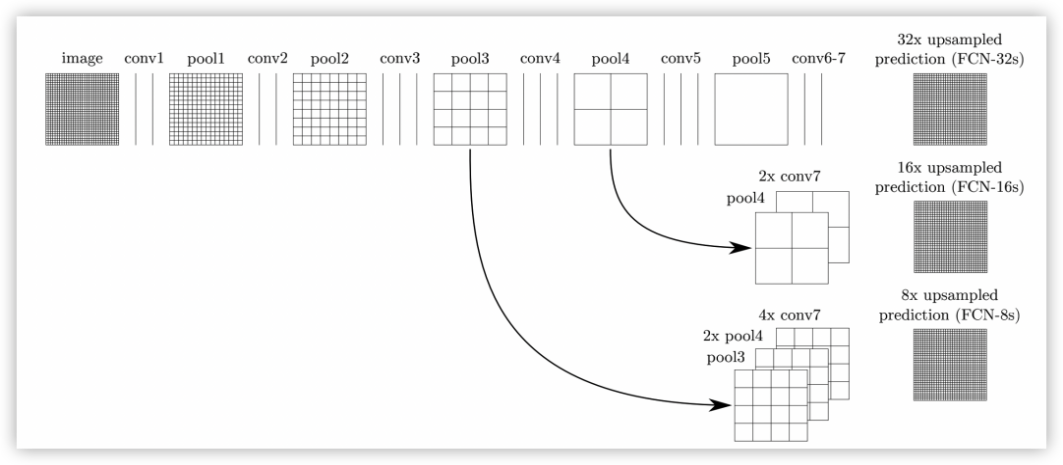 image conv1 pool1 conv2 pool2 conv3 pool3 conv4 pool4 conv5 pool5 conv6-7
32x upsampled
prediction (FCN-32s)
2x conv7
pool4
16x upsampled
prediction (FCN-16s)
4x conv7
2x pool4
pool3
8x upsampled
prediction (FCN-8s)